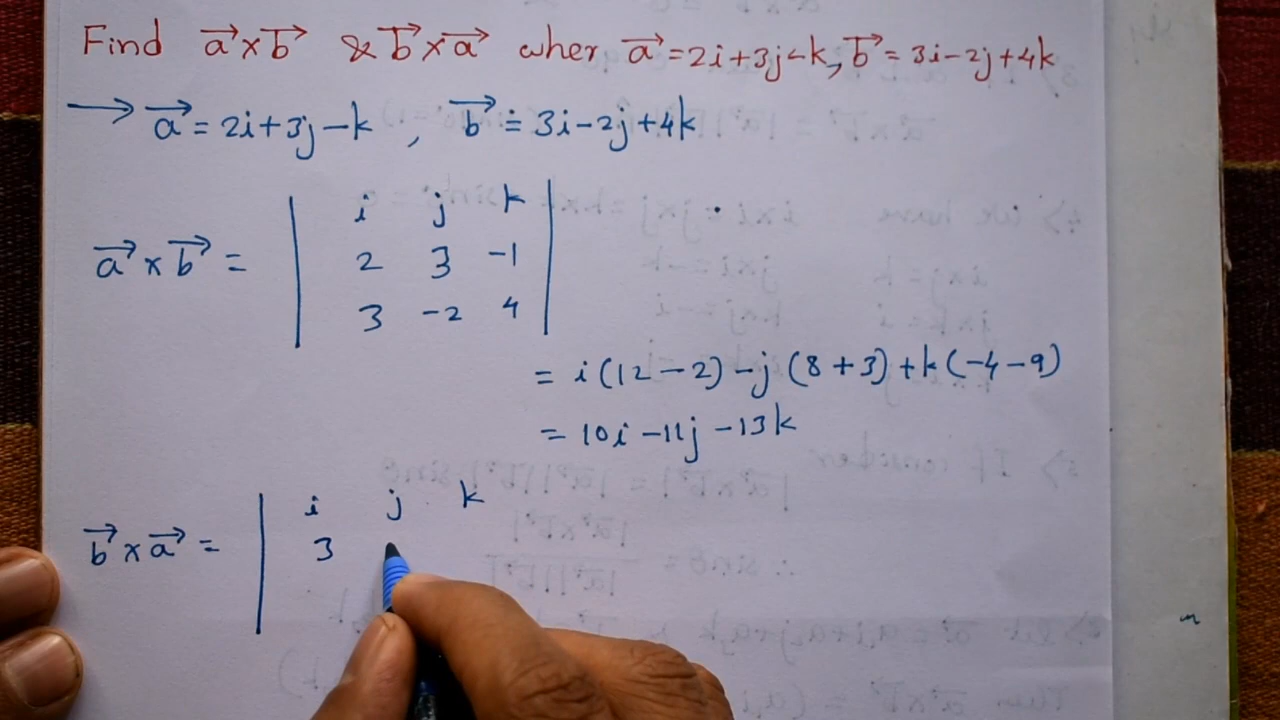 Find a⃗×b⃗ & b⃗×a⃗ wher a⃗=2i+3j-k, b⃗=3i-2j+4k
→ a⃗=2i+3j-k, b⃗=3i-2j+4k
a⃗×b⃗ = | i j k |
2 3 -1
3 -2 4
= i(12-2)-j(8+3)+k(-4-9)
= 10i-11j-13k
b⃗×a⃗ = | i j k
3